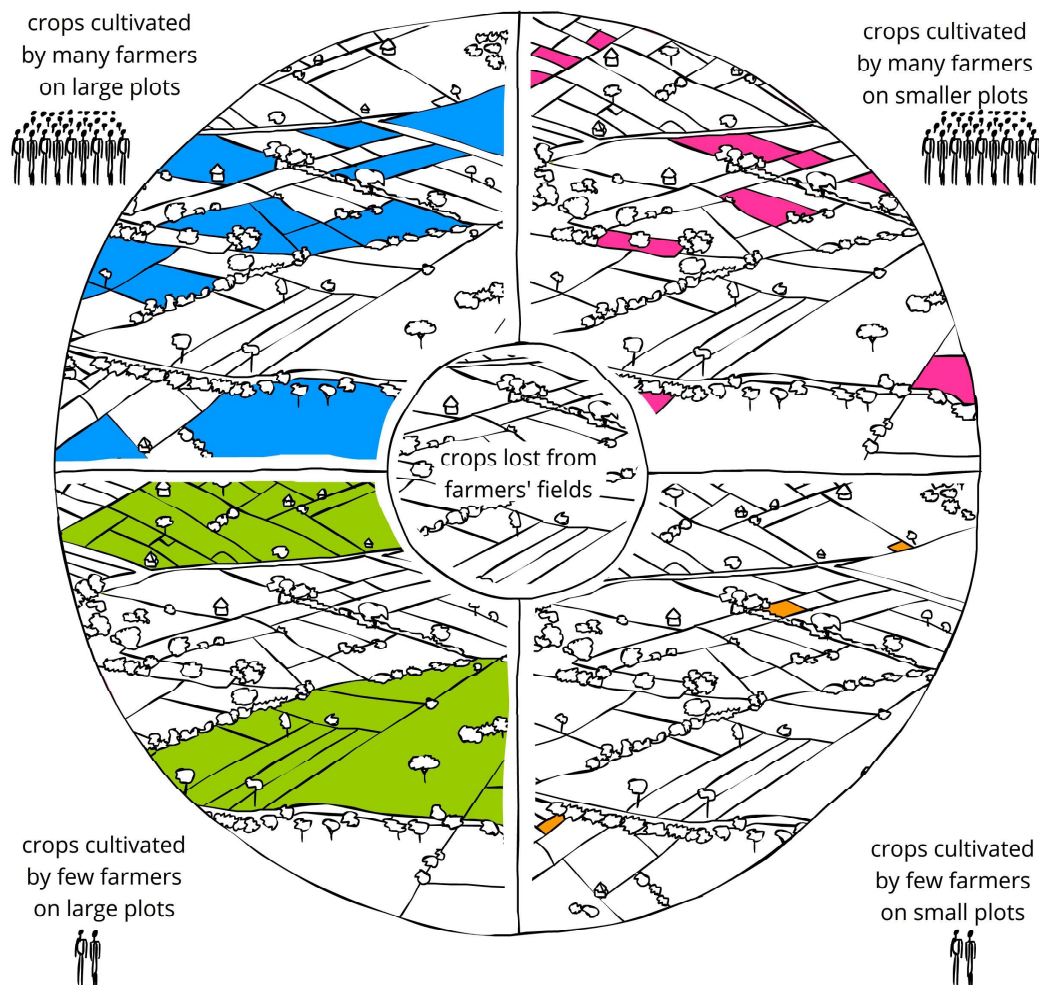 crops cultivated
by many farmers
on large plots
crops cultivated
by many farmers
on smaller plots
crops lost from
farmers' fields
crops cultivated
by few farmers
on large plots
crops cultivated
by few farmers
on small plots